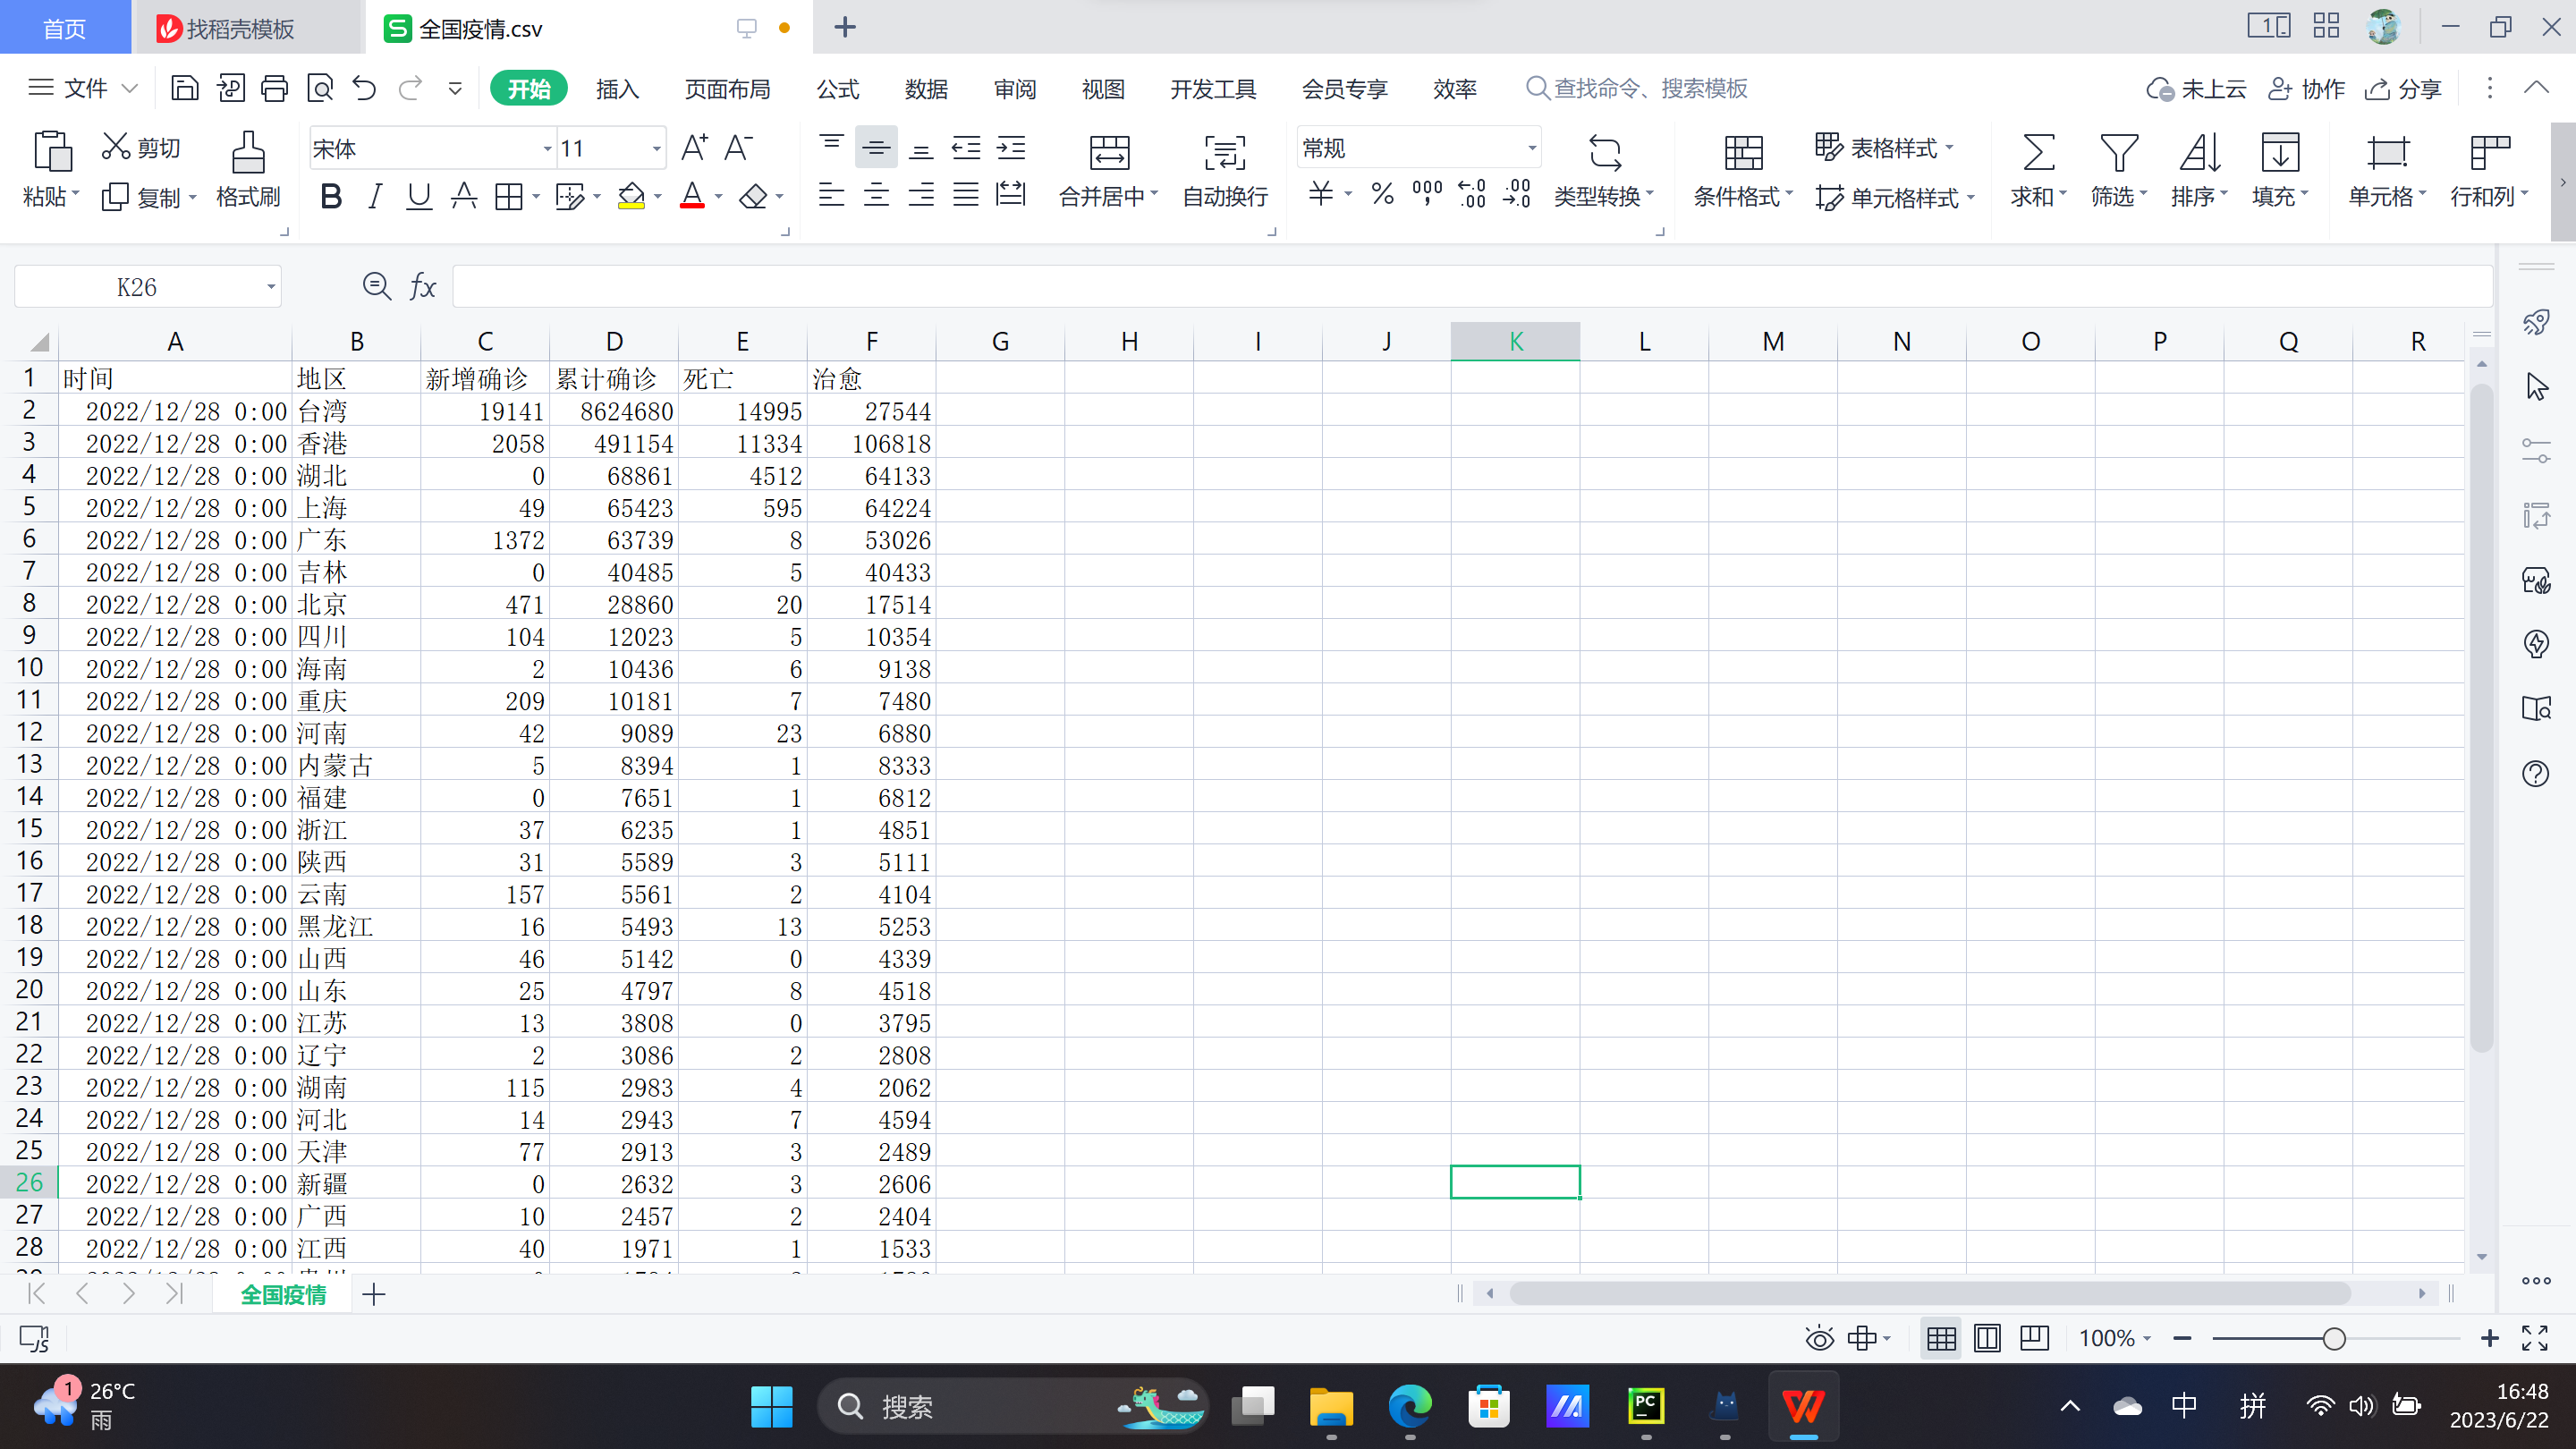 首页 找稻壳模板 全国疫情.csv
文件 开始 插入 页面布局 公式 数据 审阅 视图 开发工具 会员专享 效率 查找命令、搜索模板 未上云 协作 分享
粘贴 剪切 复制 格式刷 宋体 11 合并居中 自动换行 常规 类型转换 条件格式 表格样式 单元格样式 求和 筛选 排序 填充 单元格 行和列
K26
A B C D E F G H I J K L M N O P Q R
1 时间 地区 新增确诊 累计确诊 死亡 治愈
2 2022/12/28 0:00 台湾 19141 8624680 14995 27544
3 2022/12/28 0:00 香港 2058 491154 11334 106818
4 2022/12/28 0:00 湖北 0 68861 4512 64133
5 2022/12/28 0:00 上海 49 65423 595 64224
6 2022/12/28 0:00 广东 1372 63739 8 53026
7 2022/12/28 0:00 吉林 0 40485 5 40433
8 2022/12/28 0:00 北京 471 28860 20 17514
9 2022/12/28 0:00 四川 104 12023 5 10354
10 2022/12/28 0:00 海南 2 10436 6 9138
11 2022/12/28 0:00 重庆 209 10181 7 7480
12 2022/12/28 0:00 河南 42 9089 23 6880
13 2022/12/28 0:00 内蒙古 5 8394 1 8333
14 2022/12/28 0:00 福建 0 7651 1 6812
15 2022/12/28 0:00 浙江 37 6235 1 4851
16 2022/12/28 0:00 陕西 31 5589 3 5111
17 2022/12/28 0:00 云南 157 5561 2 4104
18 2022/12/28 0:00 黑龙江 16 5493 13 5253
19 2022/12/28 0:00 山西 46 5142 0 4339
20 2022/12/28 0:00 山东 25 4797 8 4518
21 2022/12/28 0:00 江苏 13 3808 0 3795
22 2022/12/28 0:00 辽宁 2 3086 2 2808
23 2022/12/28 0:00 湖南 115 2983 4 2062
24 2022/12/28 0:00 河北 14 2943 7 4594
25 2022/12/28 0:00 天津 77 2913 3 2489
26 2022/12/28 0:00 新疆 0 2632 3 2606
27 2022/12/28 0:00 广西 10 2457 2 2404
28 2022/12/28 0:00 江西 40 1971 1 1533
全国疫情
100%
1 26°C
雨
搜索
中 拼
16:48
2023/6/22